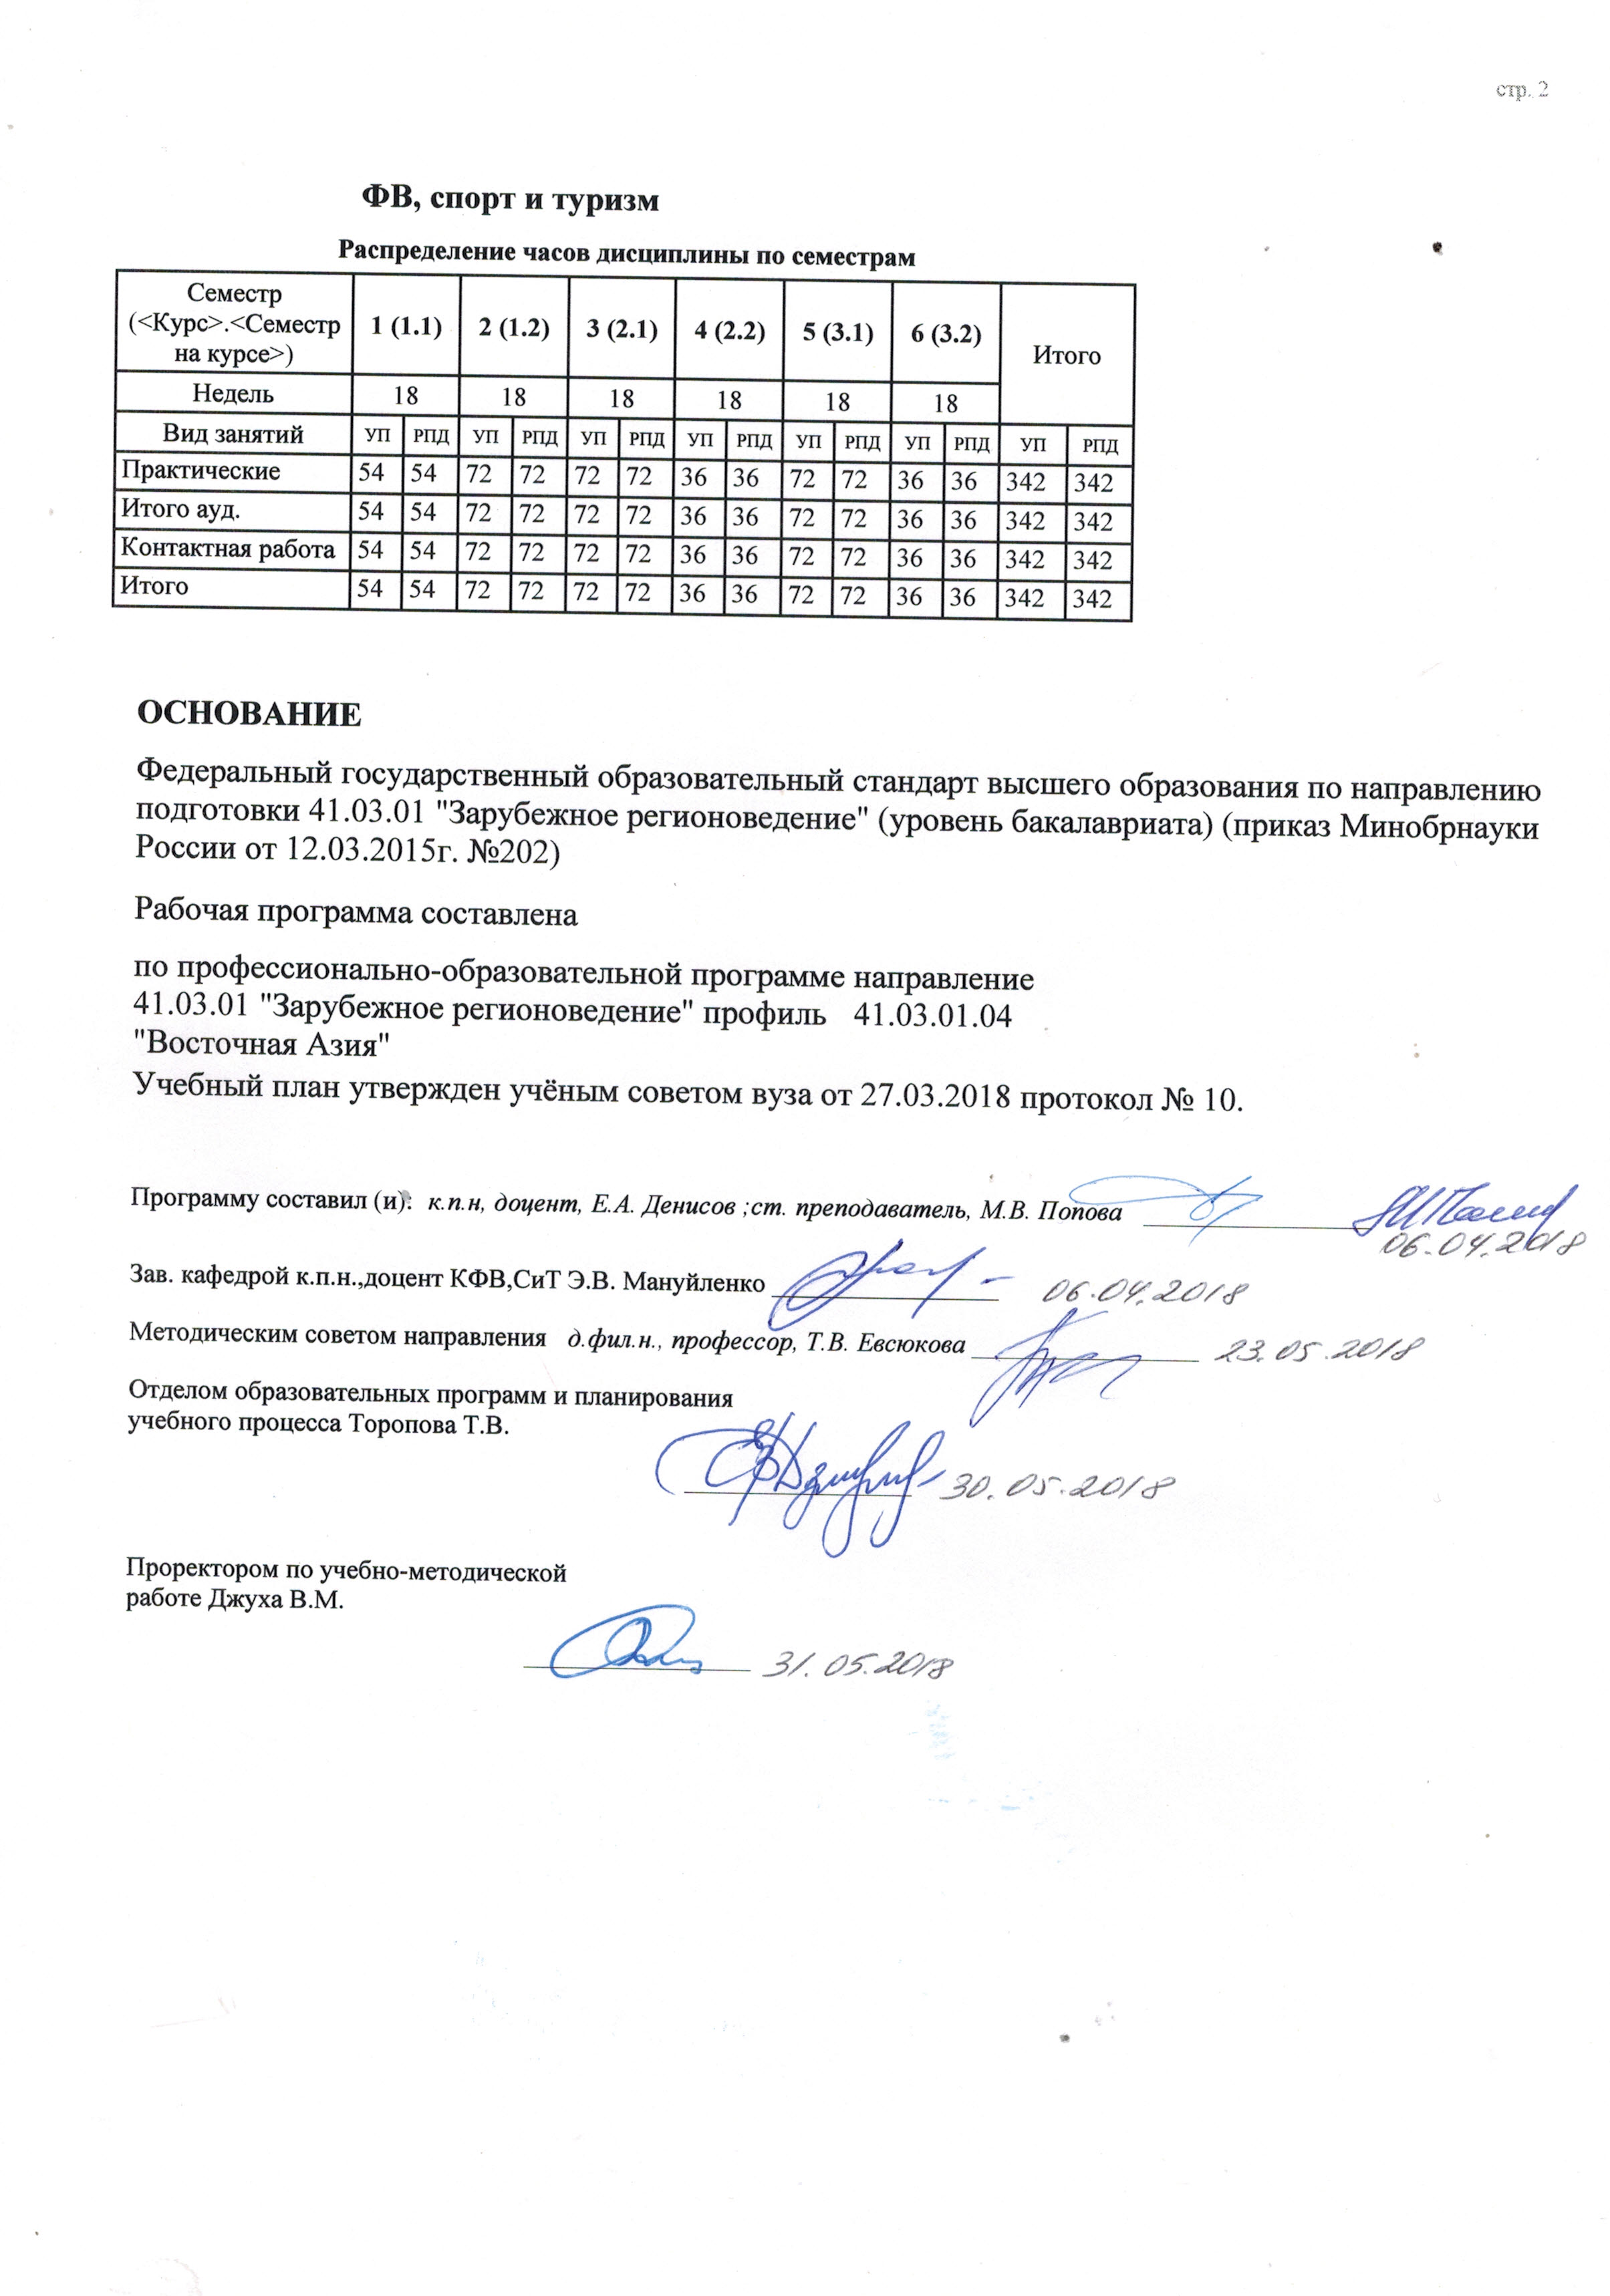 стр. 2
ФВ, спорт и туризм
Распределение часов дисциплины по семестрам
Семестр (<Курс>.<Семестр на курсе>) 1 (1.1) 2 (1.2) 3 (2.1) 4 (2.2) 5 (3.1) 6 (3.2) Итого
Недель 18 18 18 18 18 18
Вид занятий УП РПД УП РПД УП РПД УП РПД УП РПД УП РПД УП РПД
Практические 54 54 72 72 72 72 36 36 72 72 36 36 342 342
Итого ауд. 54 54 72 72 72 72 36 36 72 72 36 36 342 342
Контактная работа 54 54 72 72 72 72 36 36 72 72 36 36 342 342
Итого 54 54 72 72 72 72 36 36 72 72 36 36 342 342
ОСНОВАНИЕ
Федеральный государственный образовательный стандарт высшего образования по направлению
подготовки 41.03.01 "Зарубежное регионоведение" (уровень бакалавриата) (приказ Минобрнауки
России от 12.03.2015г. №202)
Рабочая программа составлена
по профессионально-образовательной программе направление
41.03.01 "Зарубежное регионоведение" профиль 41.03.01.04
"Восточная Азия"
Учебный план утвержден учёным советом вуза от 27.03.2018 протокол № 10.
Программу составил (и): к.п.н, доцент, Е.А. Денисов ;ст. преподаватель, М.В. Попова
06.04.2018
Зав. кафедрой к.п.н.,доцент КФВ,СиТ Э.В. Мануйленко 06.04.2018
Методическим советом направления д.фил.н., профессор, Т.В. Евсюкова 23.05.2018
Отделом образовательных программ и планирования
учебного процесса Торопова Т.В.
30.05.2018
Проректором по учебно-методической
работе Джуха В.М.
31.05.2018